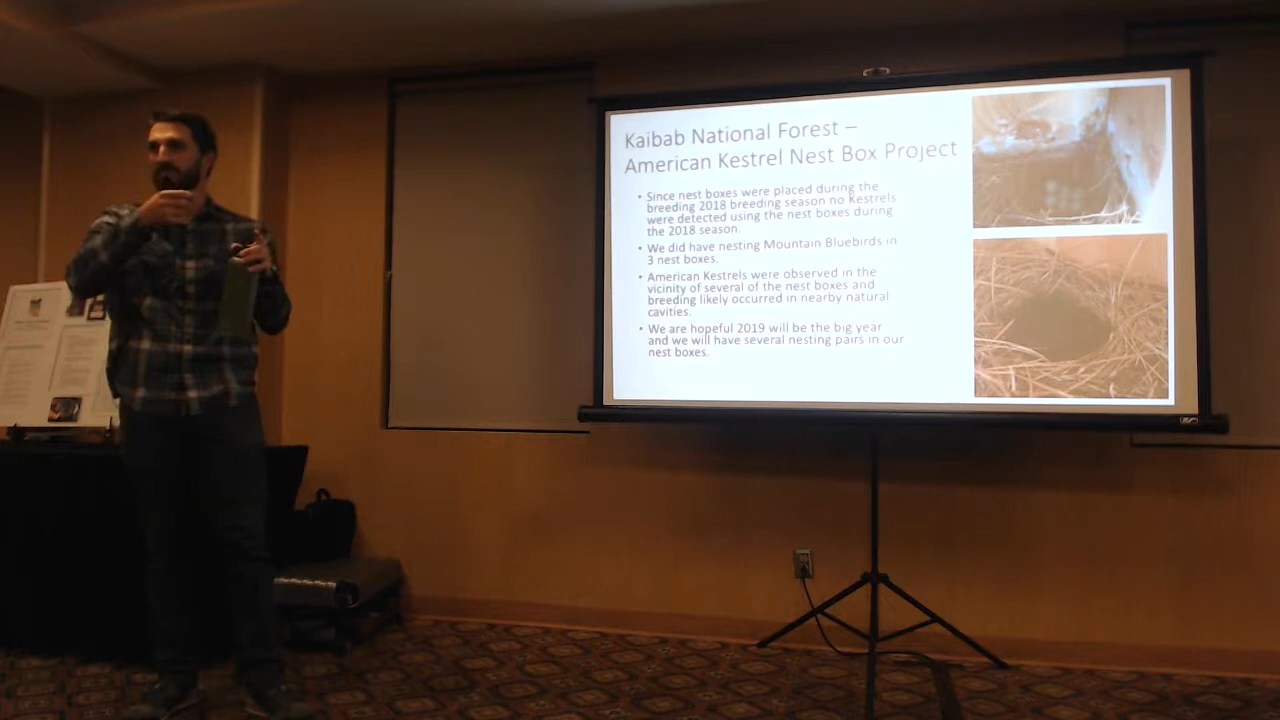 Kaibab National Forest –
American Kestrel Nest Box Project
• Since nest boxes were placed during the
breeding 2018 breeding season no Kestrels
were detected using the nest boxes during
the 2018 season.
• We did have nesting Mountain Bluebirds in
3 nest boxes.
• American Kestrels were observed in the
vicinity of several of the nest boxes and
breeding likely occurred in nearby natural
cavities.
• We are hopeful 2019 will be the big year
and we will have several nesting pairs in our
nest boxes.